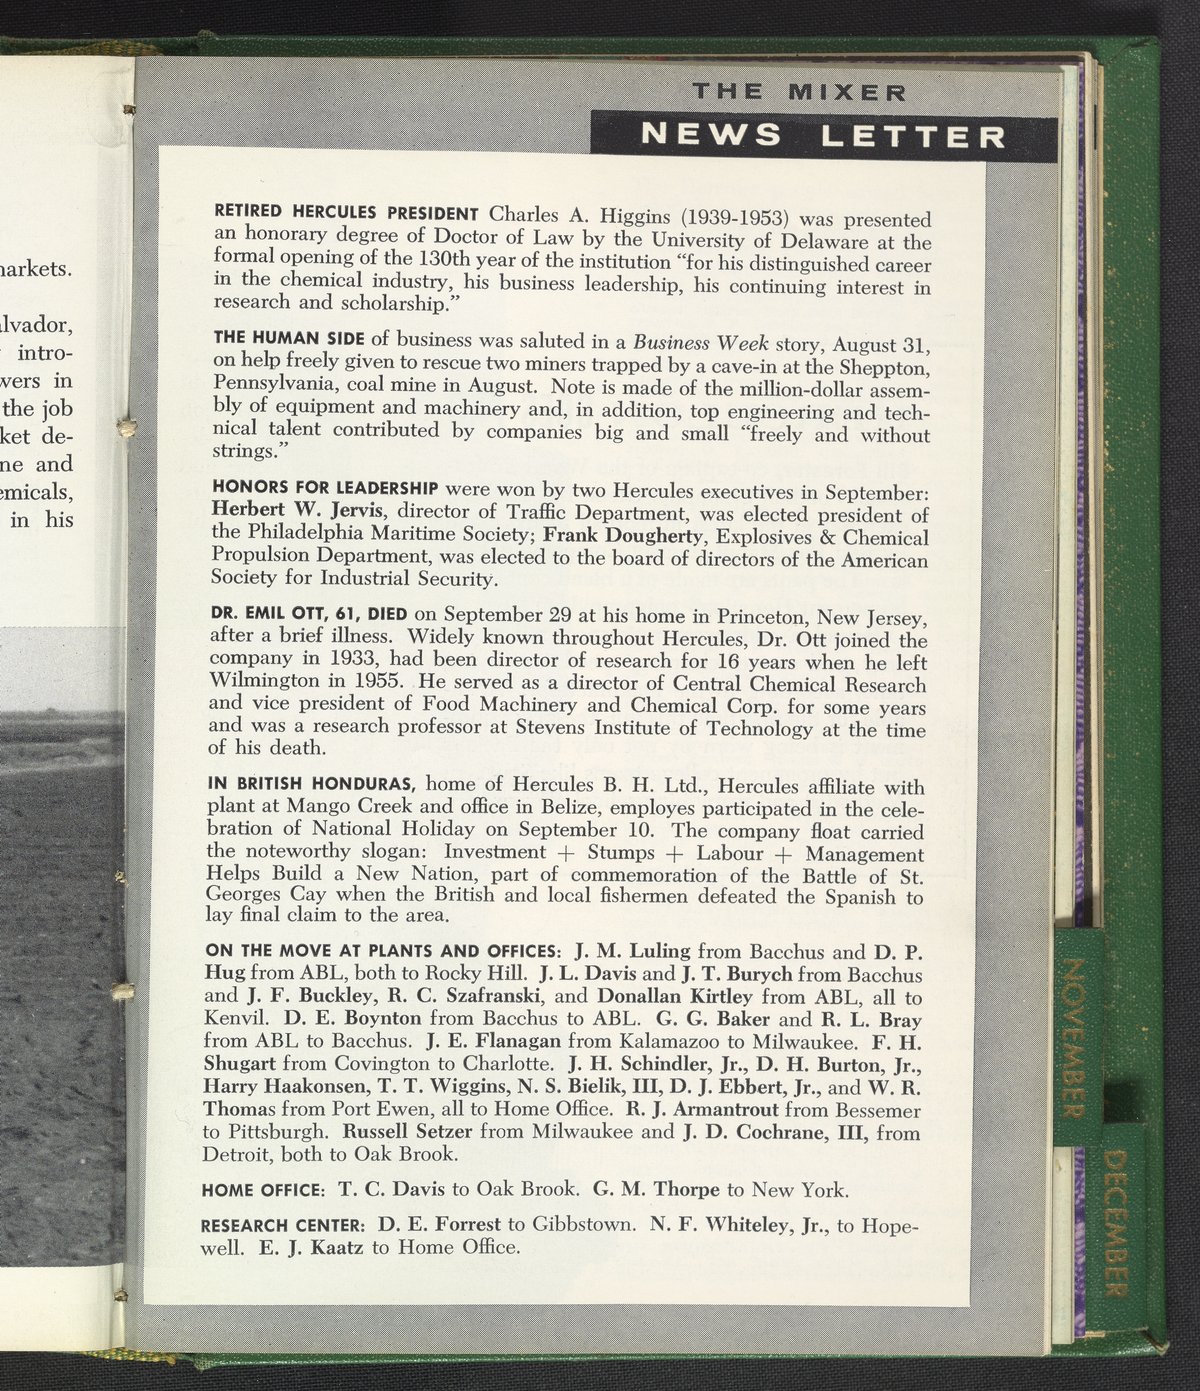 arkets.
alvador,
intro-
wers in
the job
ket de-
ne and
emicals,
in his
THE MIXER
NEWS LETTER
RETIRED HERCULES PRESIDENT Charles A. Higgins (1939-1953) was presented
an honorary degree of Doctor of Law by the University of Delaware at the
formal opening of the 130th year of the institution “for his distinguished career
in the chemical industry, his business leadership, his continuing interest in
research and scholarship.”
THE HUMAN SIDE of business was saluted in a Business Week story, August 31,
on help freely given to rescue two miners trapped by a cave-in at the Sheppton,
Pennsylvania, coal mine in August. Note is made of the million-dollar assem-
bly of equipment and machinery and, in addition, top engineering and tech-
nical talent contributed by companies big and small “freely and without
strings.”
HONORS FOR LEADERSHIP were won by two Hercules executives in September:
Herbert W. Jervis, director of Traffic Department, was elected president of
the Philadelphia Maritime Society; Frank Dougherty, Explosives & Chemical
Propulsion Department, was elected to the board of directors of the American
Society for Industrial Security.
DR. EMIL OTT, 61, DIED on September 29 at his home in Princeton, New Jersey,
after a brief illness. Widely known throughout Hercules, Dr. Ott joined the
company in 1933, had been director of research for 16 years when he left
Wilmington in 1955. He served as a director of Central Chemical Research
and vice president of Food Machinery and Chemical Corp. for some years
and was a research professor at Stevens Institute of Technology at the time
of his death.
IN BRITISH HONDURAS, home of Hercules B. H. Ltd., Hercules affiliate with
plant at Mango Creek and office in Belize, employes participated in the cele-
bration of National Holiday on September 10. The company float carried
the noteworthy slogan: Investment + Stumps + Labour + Management
Helps Build a New Nation, part of commemoration of the Battle of St.
Georges Cay when the British and local fishermen defeated the Spanish to
lay final claim to the area.
ON THE MOVE AT PLANTS AND OFFICES: J. M. Luling from Bacchus and D. P.
Hug from ABL, both to Rocky Hill. J. L. Davis and J. T. Burych from Bacchus
and J. F. Buckley, R. C. Szafranski, and Donallan Kirtley from ABL, all to
Kenvil. D. E. Boynton from Bacchus to ABL. G. G. Baker and R. L. Bray
from ABL to Bacchus. J. E. Flanagan from Kalamazoo to Milwaukee. F. H.
Shugart from Covington to Charlotte. J. H. Schindler, Jr., D. H. Burton, Jr.,
Harry Haakonsen, T. T. Wiggins, N. S. Bielik, III, D. J. Ebbert, Jr., and W. R.
Thomas from Port Ewen, all to Home Office. R. J. Armantrout from Bessemer
to Pittsburgh. Russell Setzer from Milwaukee and J. D. Cochrane, III, from
Detroit, both to Oak Brook.
HOME OFFICE: T. C. Davis to Oak Brook. G. M. Thorpe to New York.
RESEARCH CENTER: D. E. Forrest to Gibbstown. N. F. Whiteley, Jr., to Hope-
well. E. J. Kaatz to Home Office.
NOVEMBER
DECEMBER